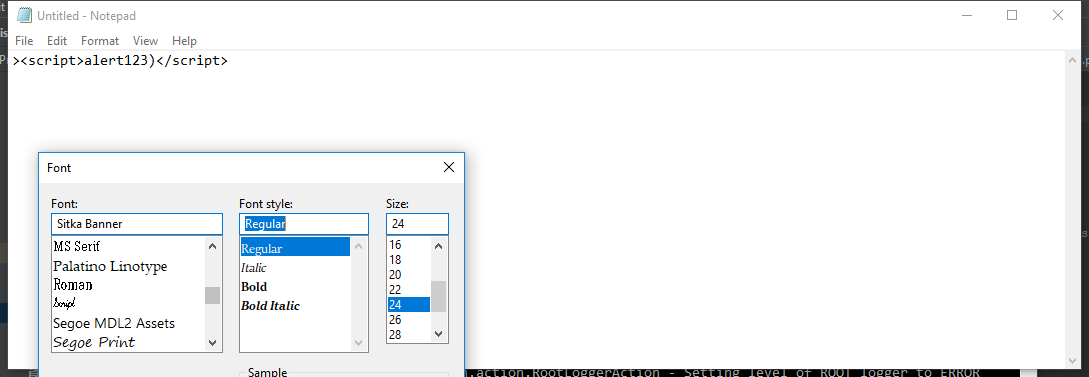 Untitled - Notepad
File Edit Format View Help
><script>alert123)</script>
Font
Font: Font style: Size:
Sitka Banner Regular 24
MS Serif Regular 16
Palatino Linotype Italic 18
Roman Bold 20
Script Bold Italic 22
Segoe MDL2 Assets 24
Segoe Print 26
28
Sample
.action.RootLoggerAction - Setting level of ROOT logger to ERROR